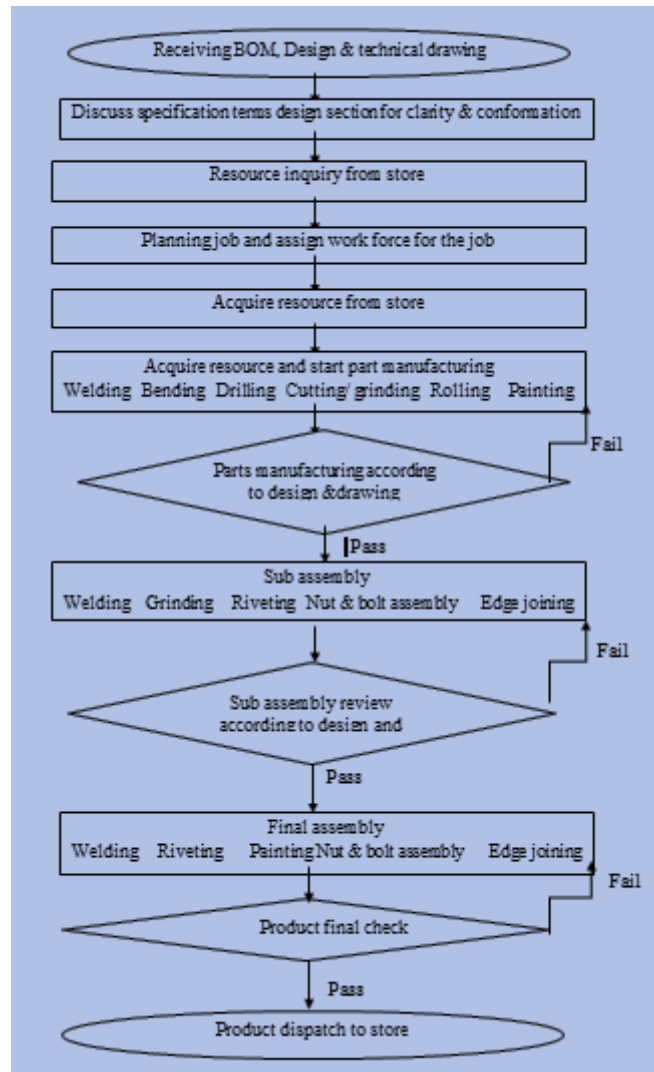 Receiving BOM, Design & technical drawing
Discuss specification terms design section for clarity & conformation
Resource inquiry from store
Planning job and assign work force for the job
Acquire resource from store
Acquire resource and start part manufacturing
Welding Bending Drilling Cutting/ grinding Rolling Painting
Fail
Parts manufacturing according
to design &drawing
Pass
Sub assembly
Welding Grinding Riveting Nut & bolt assembly Edge joining
Fail
Sub assembly review
according to design and
Pass
Final assembly
Welding Riveting Painting Nut & bolt assembly Edge joining
Fail
Product final check
Pass
Product dispatch to store